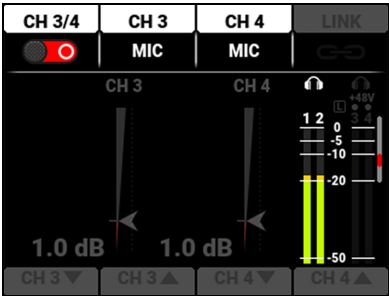 CH 3/4 CH 3 CH 4 LINK
MIC MIC
CH 3 CH 4
+48V
L
1 2 3 4
0
-5
-10
-20
-50
1.0 dB 1.0 dB
CH 3▼ CH 3▲ CH 4▼ CH 4▲